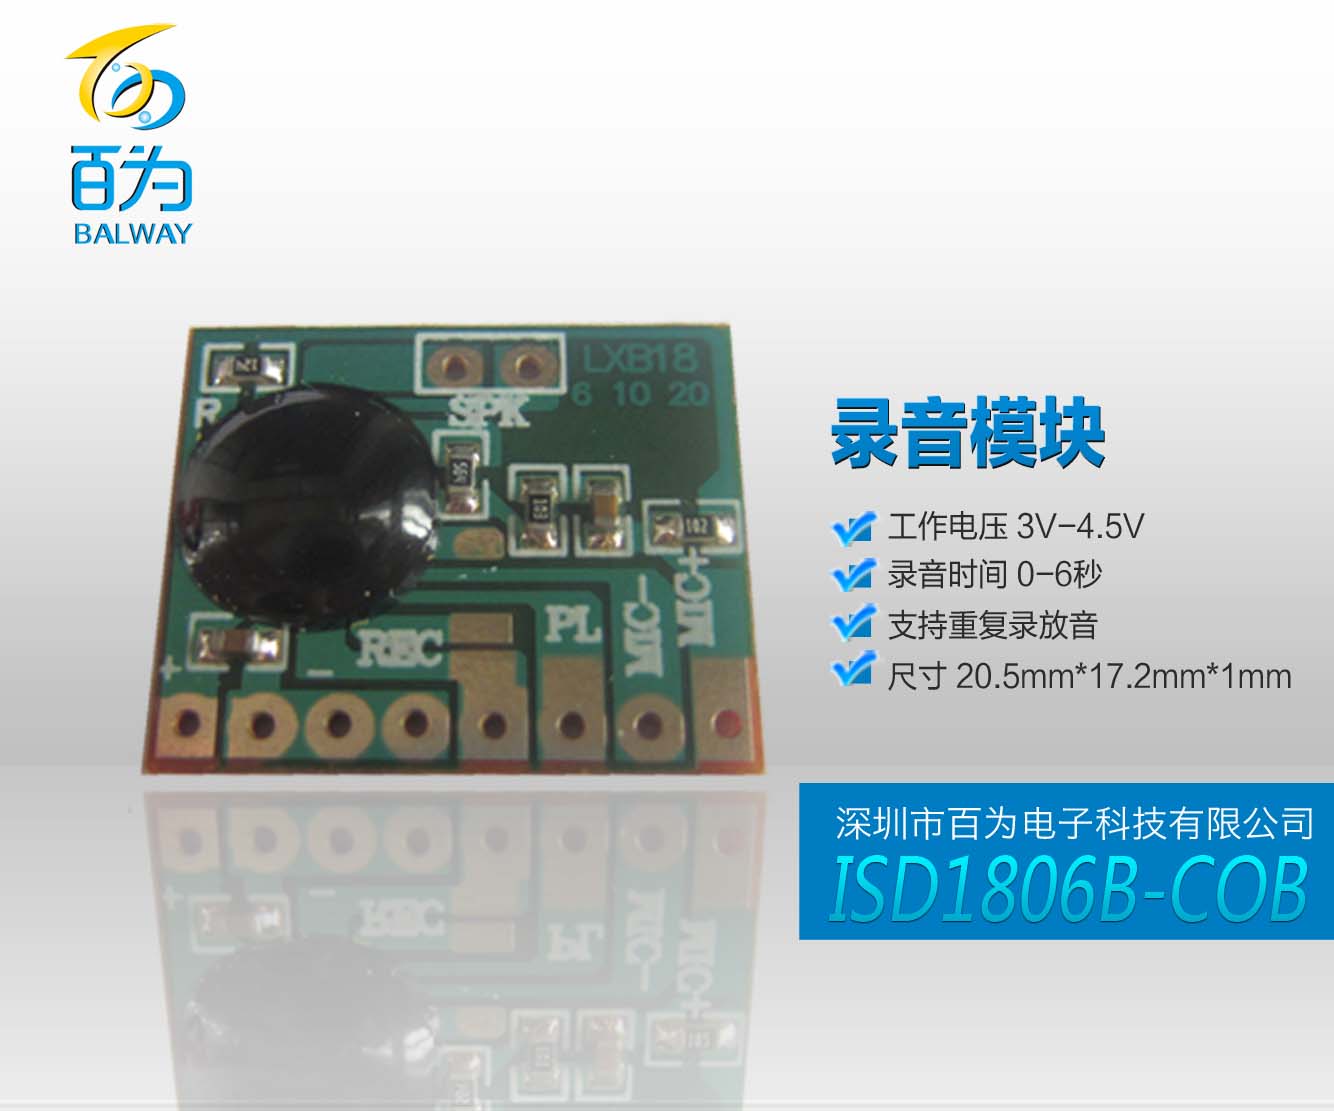 百为
BALWAY
124
R
SPK
LXB18
6 10 20
103
102
MIC+
MIC-
PL
REC
+
-
录音模块
工作电压 3V-4.5V
录音时间 0-6秒
支持重复录放音
尺寸 20.5mm*17.2mm*1mm
深圳市百为电子科技有限公司
ISD1806B-COB